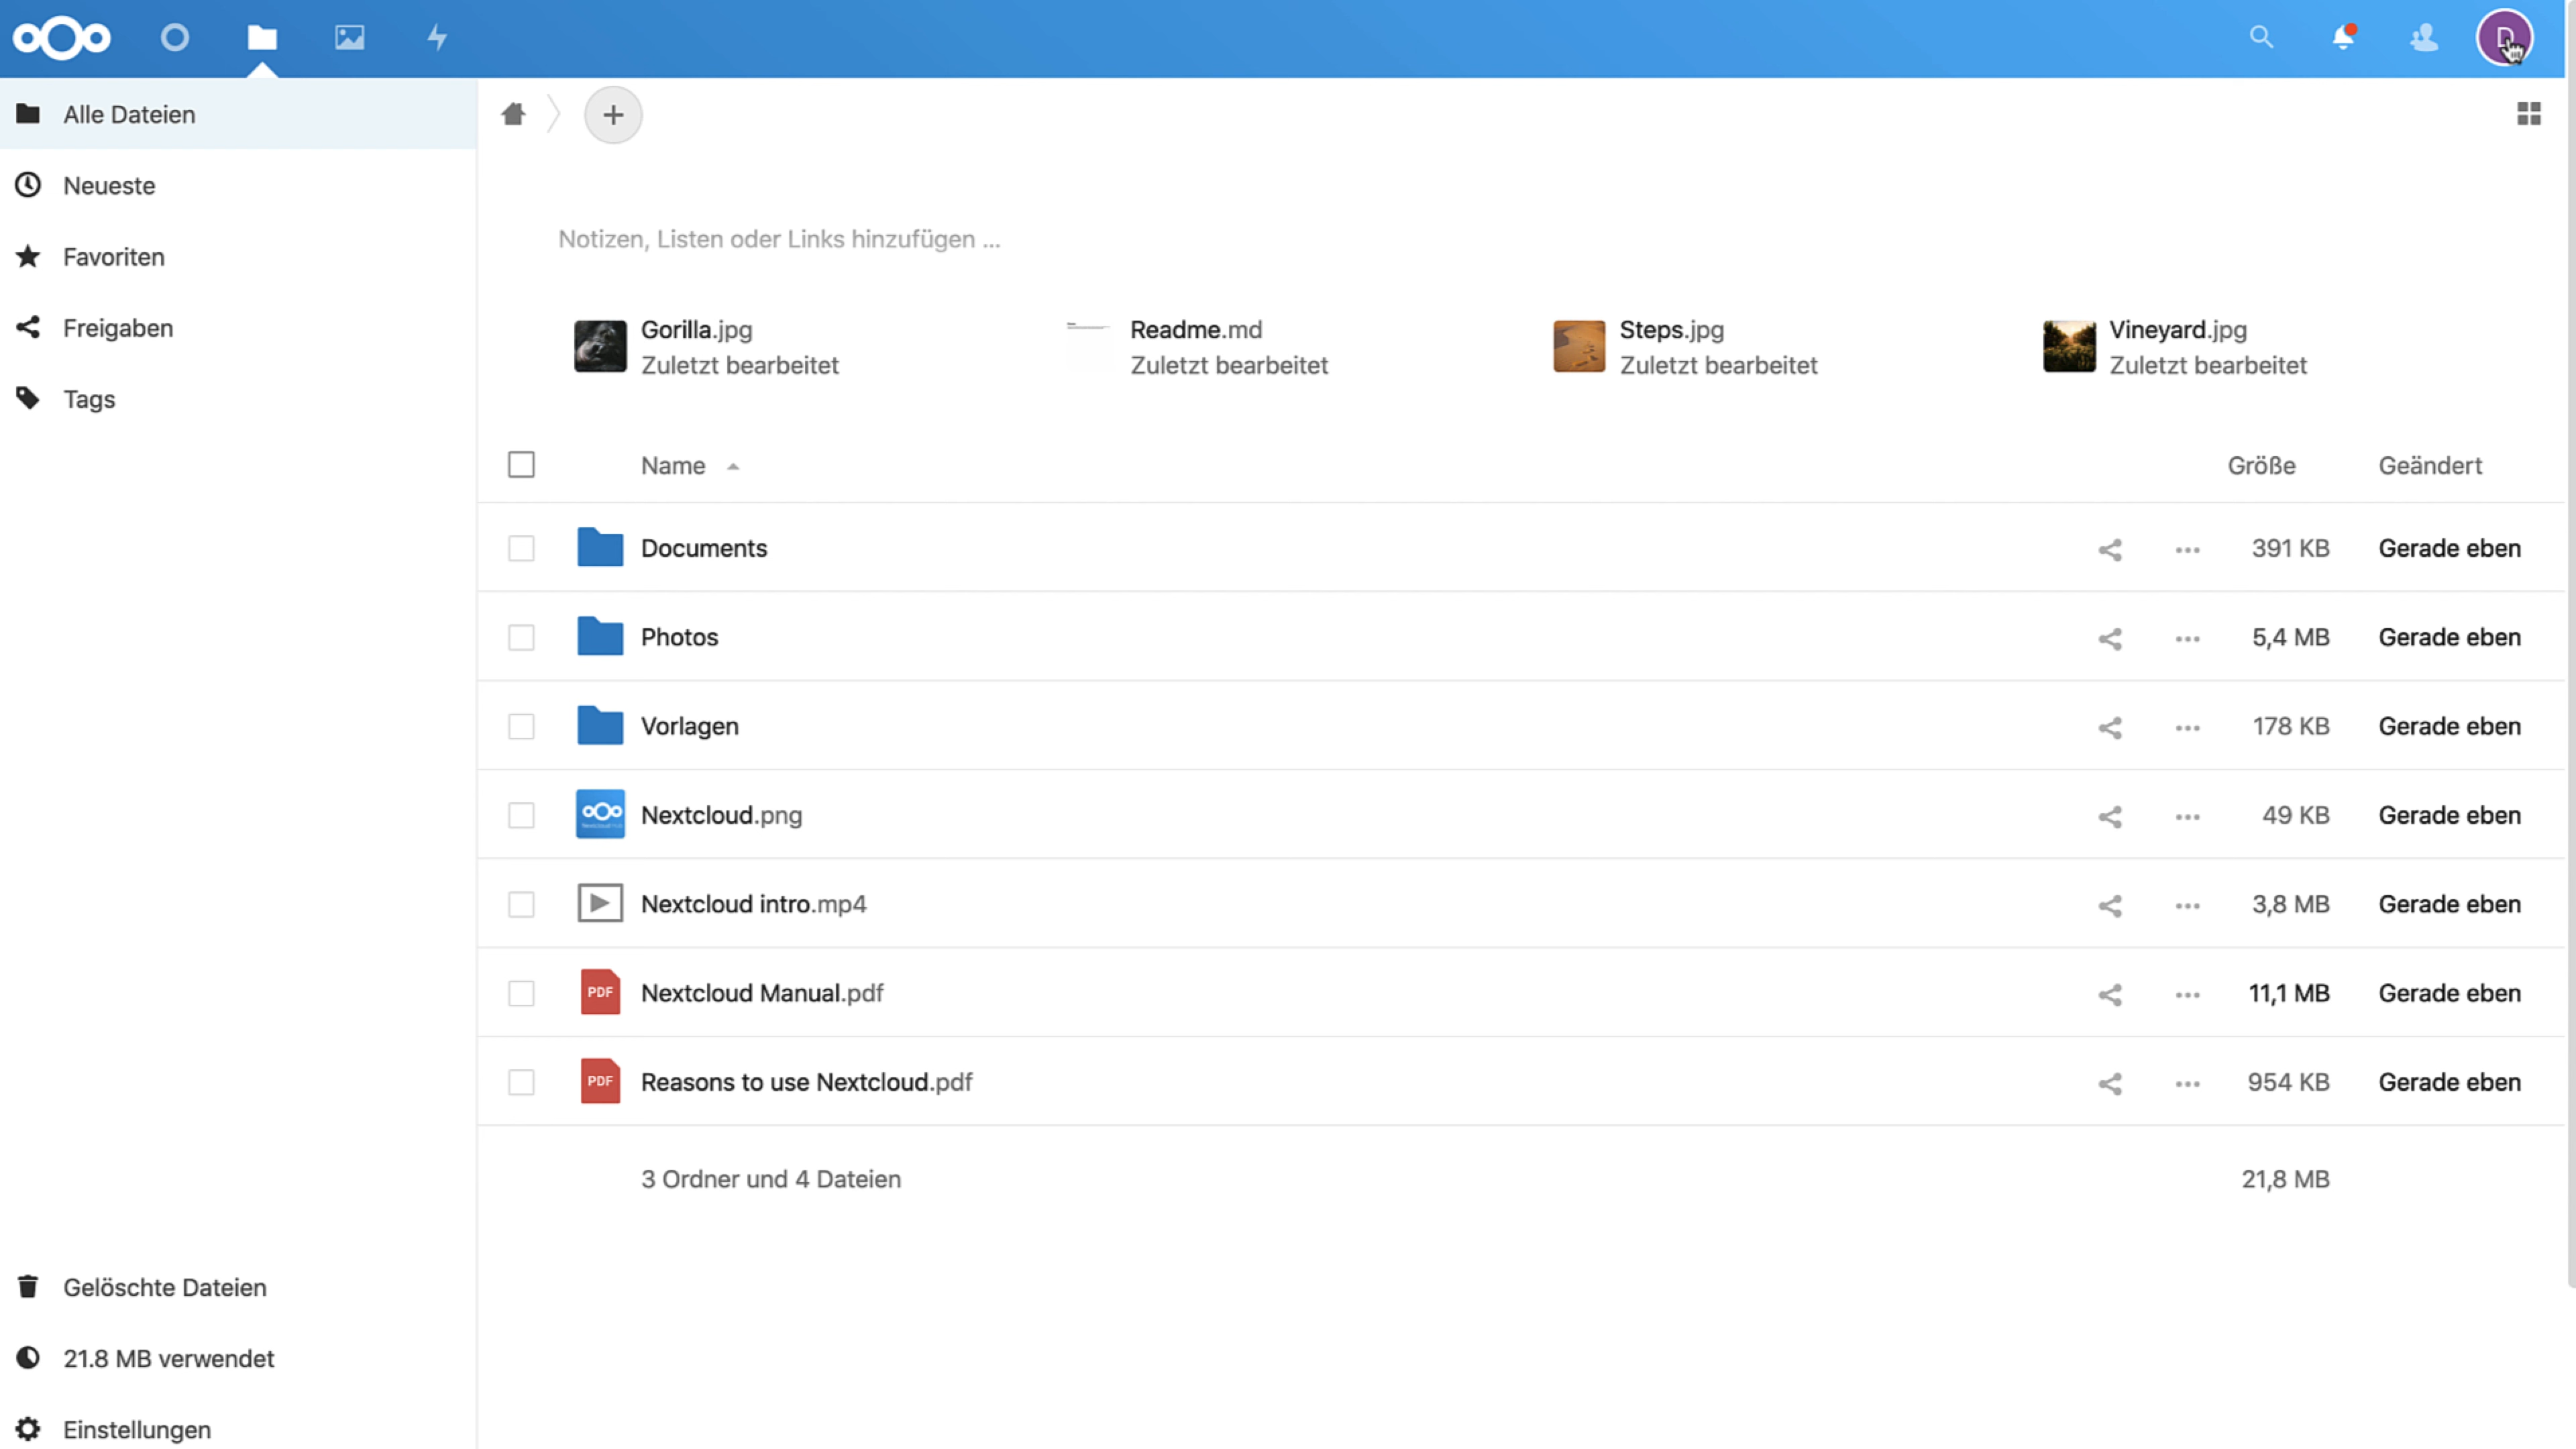 D
Alle Dateien
Neueste
Favoriten
Freigaben
Tags
Gelöschte Dateien
21.8 MB verwendet
Einstellungen
Notizen, Listen oder Links hinzufügen ...
Gorilla.jpg
Zuletzt bearbeitet
Readme.md
Zuletzt bearbeitet
Steps.jpg
Zuletzt bearbeitet
Vineyard.jpg
Zuletzt bearbeitet
Name Größe Geändert
Documents 391 KB Gerade eben
Photos 5,4 MB Gerade eben
Vorlagen 178 KB Gerade eben
Nextcloud.png 49 KB Gerade eben
Nextcloud intro.mp4 3,8 MB Gerade eben
PDF Nextcloud Manual.pdf 11,1 MB Gerade eben
PDF Reasons to use Nextcloud.pdf 954 KB Gerade eben
3 Ordner und 4 Dateien 21,8 MB